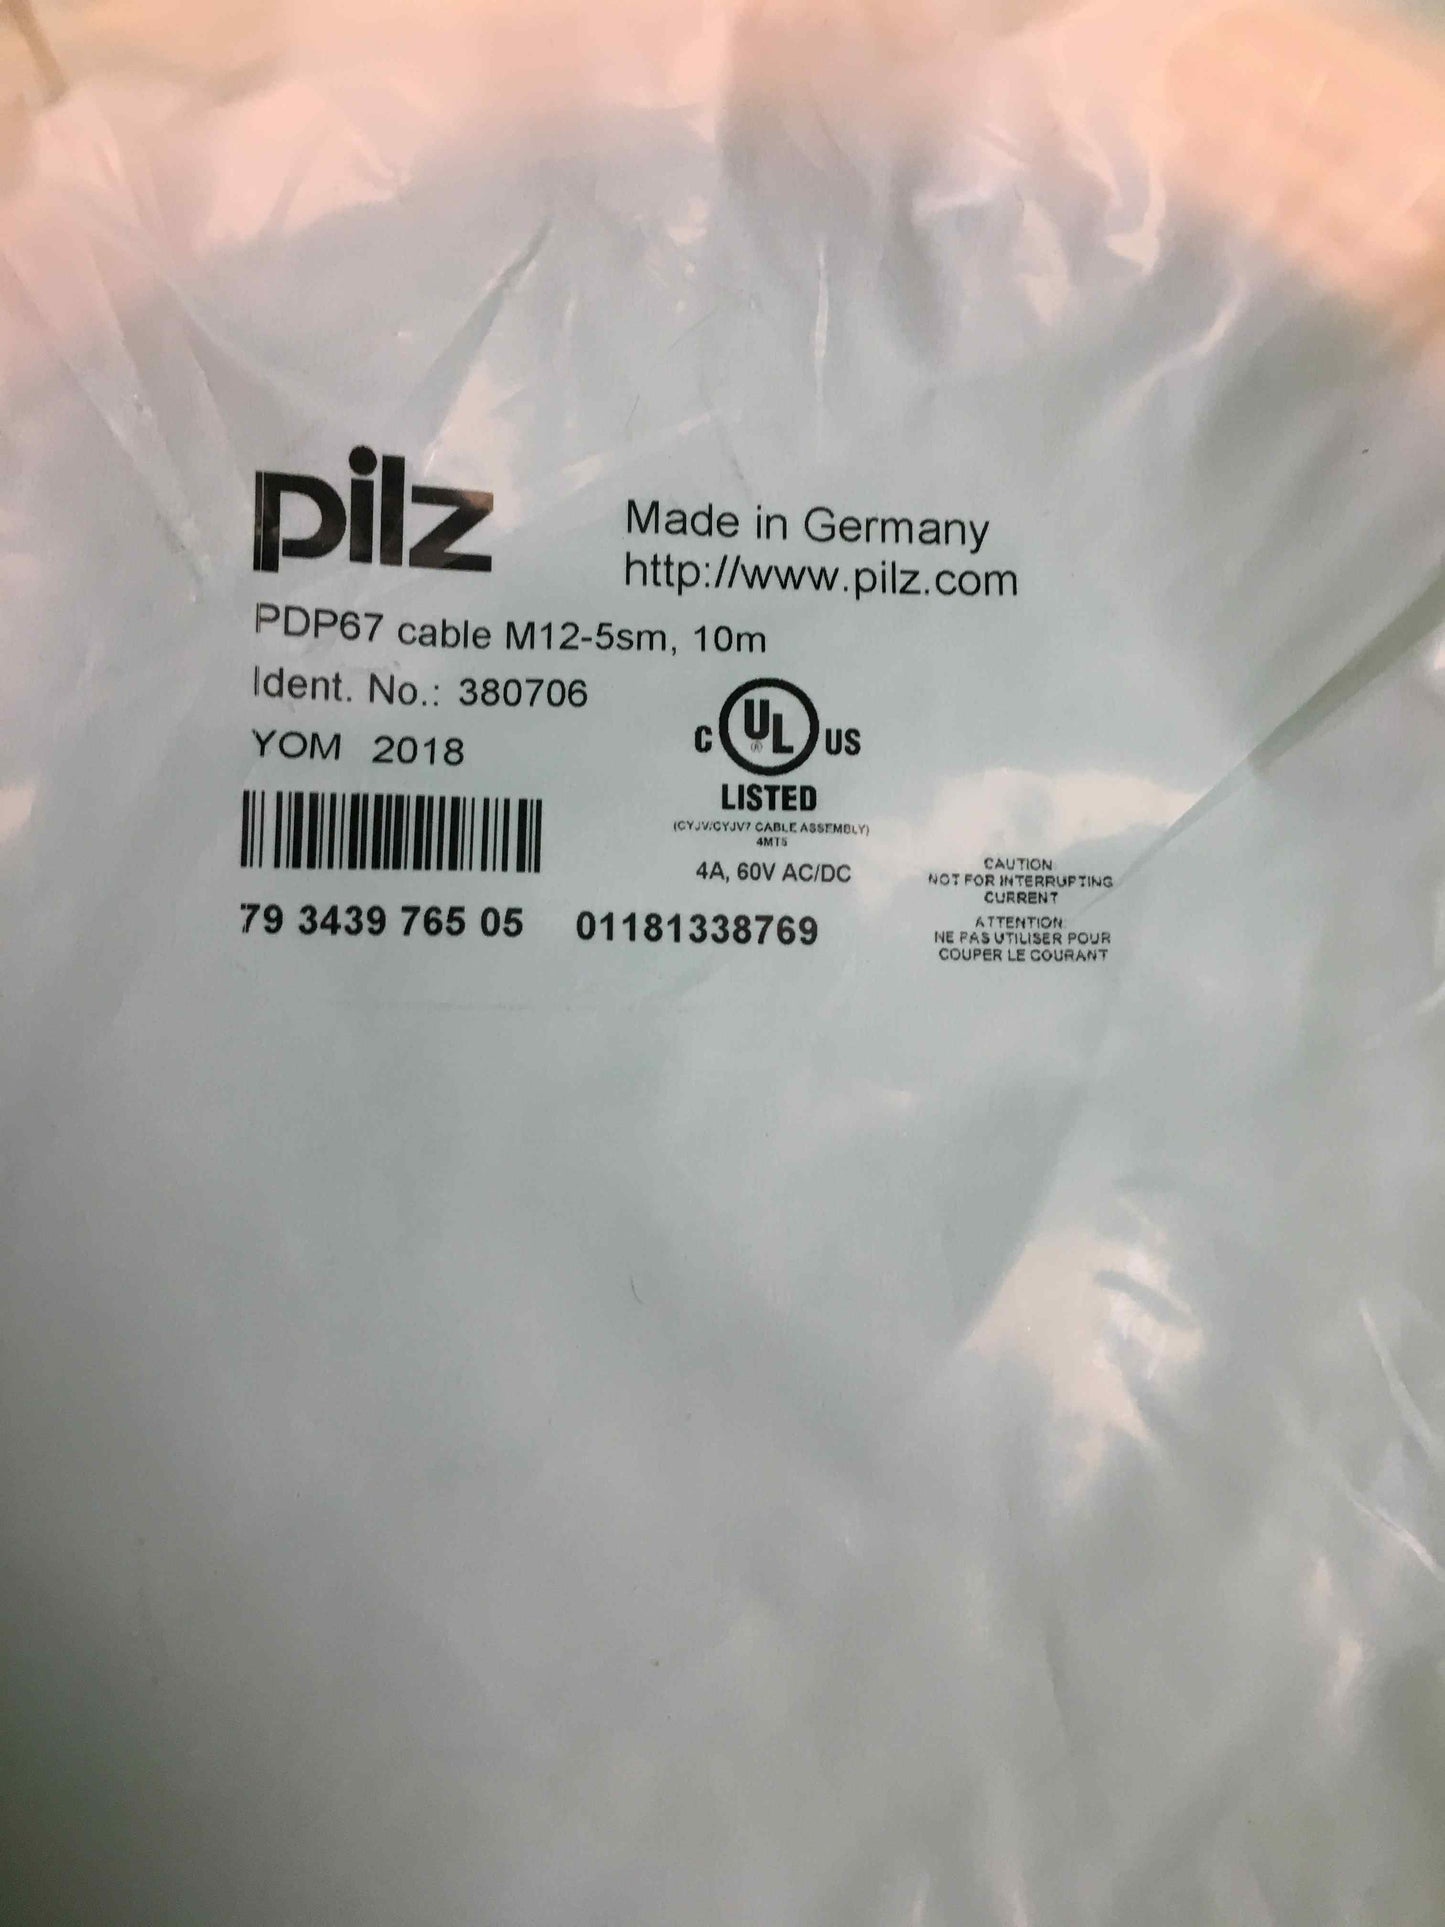 pilz
Made in Germany
http://www.pilz.com
PDP67 cable M12-5sm, 10m
Ident. No.: 380706
YOM 2018
C UL® US
LISTED
(CYJV/CYJV7 CABLE ASSEMBLY)
4MT5
4A, 60V AC/DC
CAUTION
NOT FOR INTERRUPTING
CURRENT
ATTENTION
NE PAS UTILISER POUR
COUPER LE COURANT
79 3439 765 05 01181338769